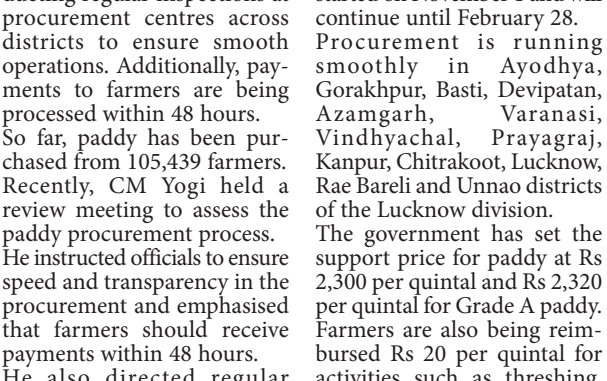 ducting regular inspections at
procurement centres across
districts to ensure smooth
operations. Additionally, pay-
ments to farmers are being
processed within 48 hours.
So far, paddy has been pur-
chased from 105,439 farmers.
Recently, CM Yogi held a
review meeting to assess the
paddy procurement process.
He instructed officials to ensure
speed and transparency in the
procurement and emphasised
that farmers should receive
payments within 48 hours.
He also directed regular
started on November 1 and will
continue until February 28.
Procurement is running
smoothly in Ayodhya,
Gorakhpur, Basti, Devipatan,
Azamgarh, Varanasi,
Vindhyachal, Prayagraj,
Kanpur, Chitrakoot, Lucknow,
Rae Bareli and Unnao districts
of the Lucknow division.
The government has set the
support price for paddy at Rs
2,300 per quintal and Rs 2,320
per quintal for Grade A paddy.
Farmers are also being reim-
bursed Rs 20 per quintal for
activities such as threshing,